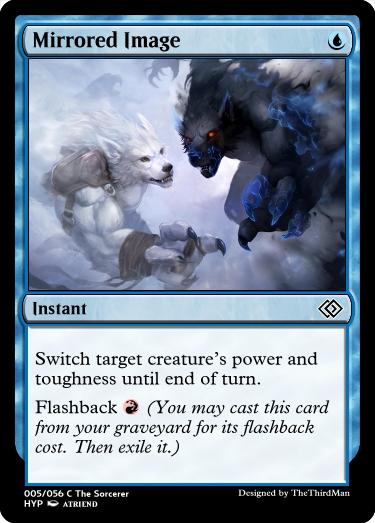 Mirrored Image
Instant
Switch target creature's power and
toughness until end of turn.
Flashback (You may cast this card
from your graveyard for its flashback
cost. Then exile it.)
005/056 C The Sorcerer
Designed by TheThirdMan
HYP ATRIEND